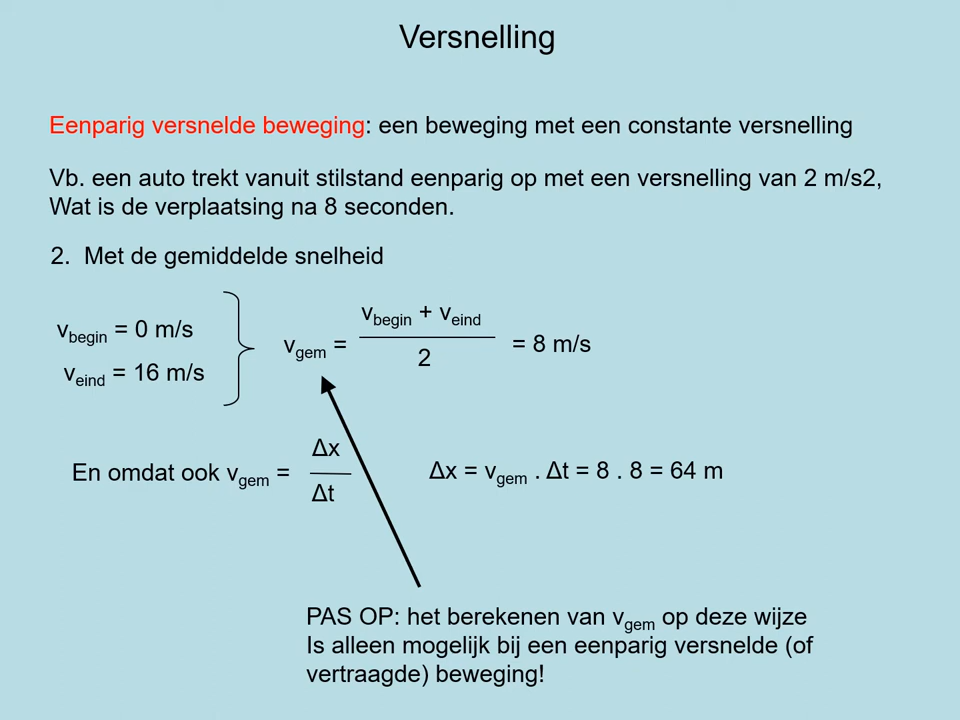 Versnelling
Eenparig versnelde beweging: een beweging met een constante versnelling
Vb. een auto trekt vanuit stilstand eenparig op met een versnelling van 2 m/s2,
Wat is de verplaatsing na 8 seconden.
2. Met de gemiddelde snelheid
vbegin = 0 m/s
veind = 16 m/s
vgem =
vbegin + veind
2
= 8 m/s
En omdat ook vgem =
Δx
Δt
Δx = vgem . Δt = 8 . 8 = 64 m
PAS OP: het berekenen van vgem op deze wijze
Is alleen mogelijk bij een eenparig versnelde (of
vertraagde) beweging!